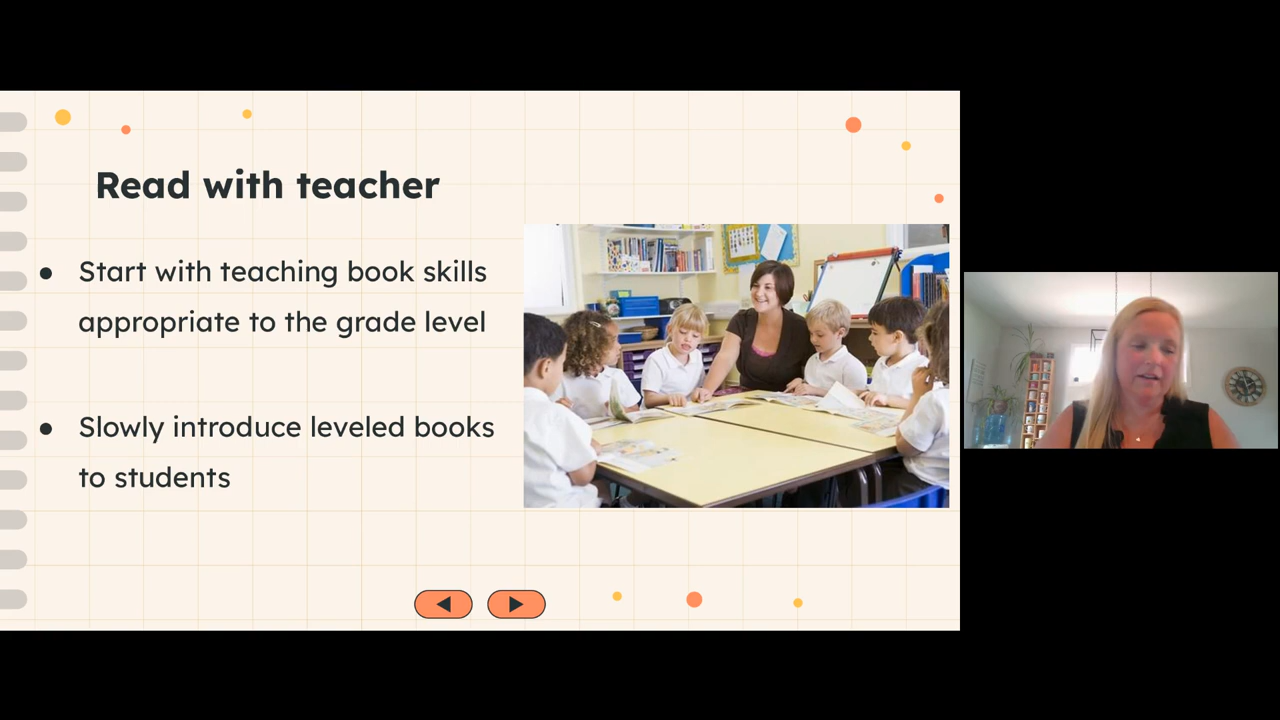 Read with teacher
● Start with teaching book skills
appropriate to the grade level
● Slowly introduce leveled books
to students